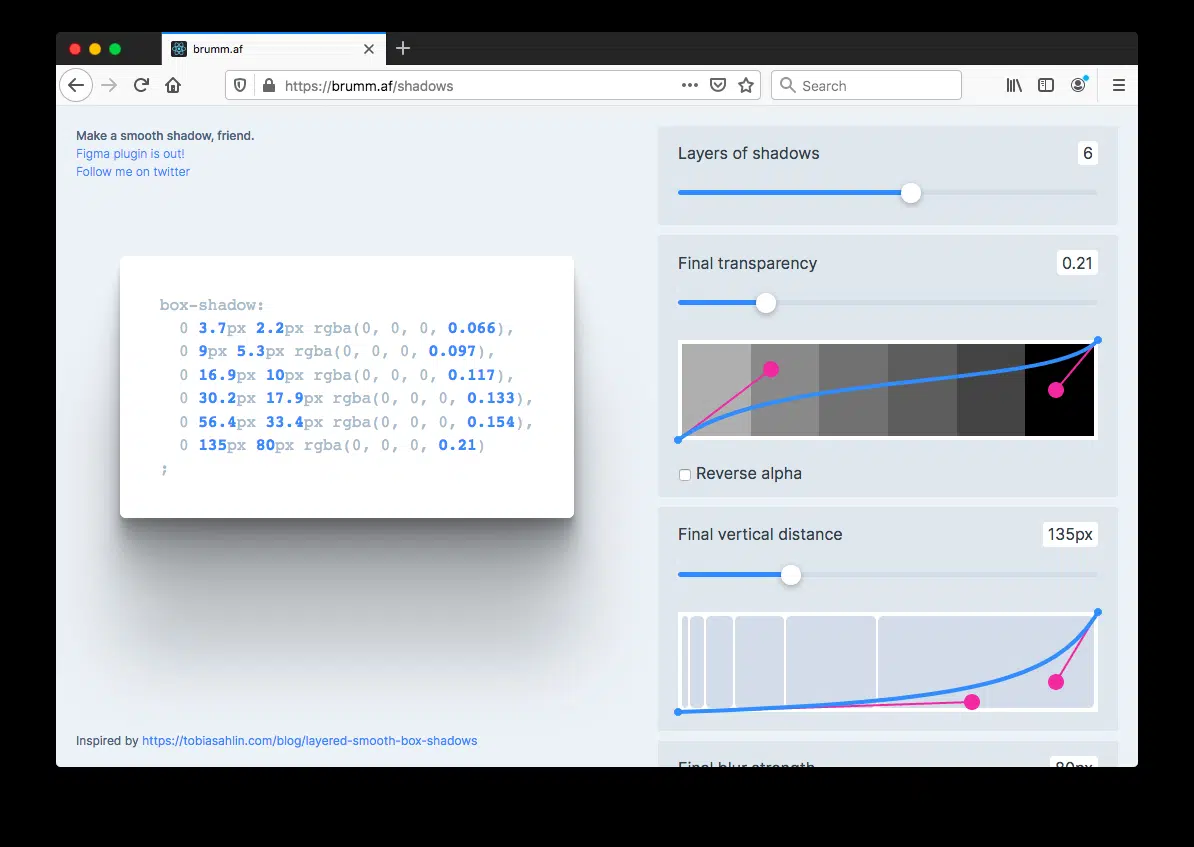 brumm.af
https://brumm.af/shadows
Search
Make a smooth shadow, friend.
Figma plugin is out!
Follow me on twitter
box-shadow:
0 3.7px 2.2px rgba(0, 0, 0, 0.066),
0 9px 5.3px rgba(0, 0, 0, 0.097),
0 16.9px 10px rgba(0, 0, 0, 0.117),
0 30.2px 17.9px rgba(0, 0, 0, 0.133),
0 56.4px 33.4px rgba(0, 0, 0, 0.154),
0 135px 80px rgba(0, 0, 0, 0.21)
;
Inspired by https://tobiasahlin.com/blog/layered-smooth-box-shadows
Layers of shadows 6
Final transparency 0.21
Reverse alpha
Final vertical distance 135px
Final blur strength 80px